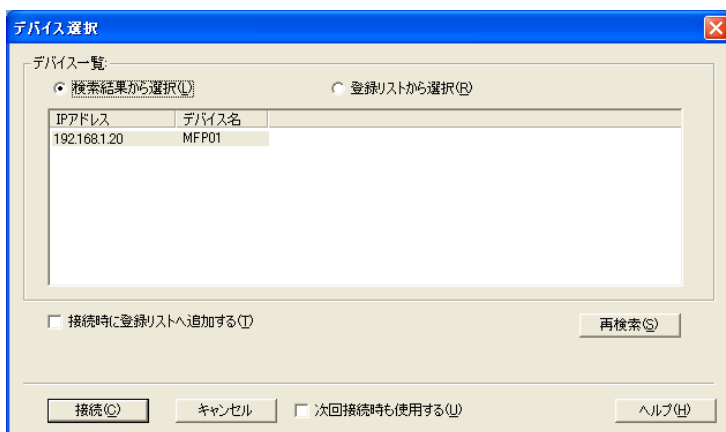 デバイス選択
デバイス一覧:
検索結果から選択(L) 登録リストから選択(R)
IPアドレス デバイス名
192.168.1.20 MFP01
接続時に登録リストへ追加する(T) 再検索(S)
接続(C) キャンセル 次回接続時も使用する(U) ヘルプ(H)